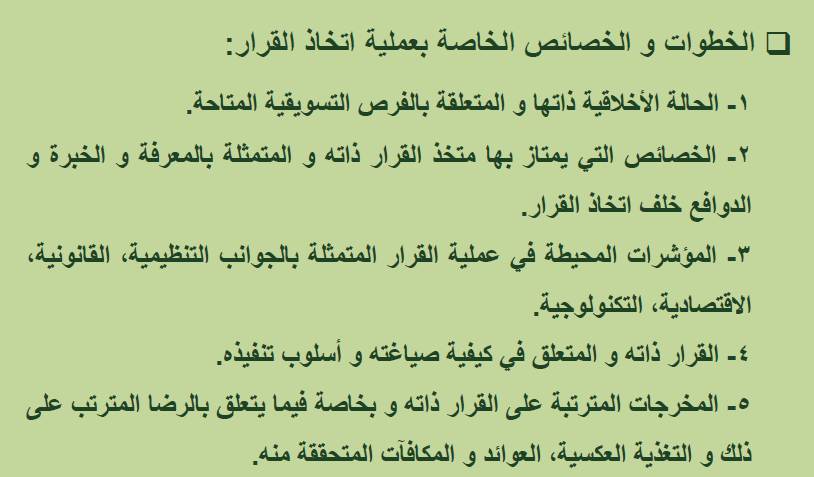 ❑ الخطوات و الخصائص الخاصة بعملية اتخاذ القرار:
١- الحالة الأخلاقية ذاتها و المتعلقة بالفرص التسويقية المتاحة.
٢- الخصائص التي يمتاز بها متخذ القرار ذاته و المتمثلة بالمعرفة و الخبرة و
الدوافع خلف اتخاذ القرار.
٣- المؤشرات المحيطة في عملية القرار المتمثلة بالجوانب التنظيمية، القانونية،
الاقتصادية، التكنولوجية.
٤- القرار ذاته و المتعلق في كيفية صياغته و أسلوب تنفيذه.
٥- المخرجات المترتبة على القرار ذاته و بخاصة فيما يتعلق بالرضا المترتب على
ذلك و التغذية العكسية، العوائد و المكافآت المتحققة منه.